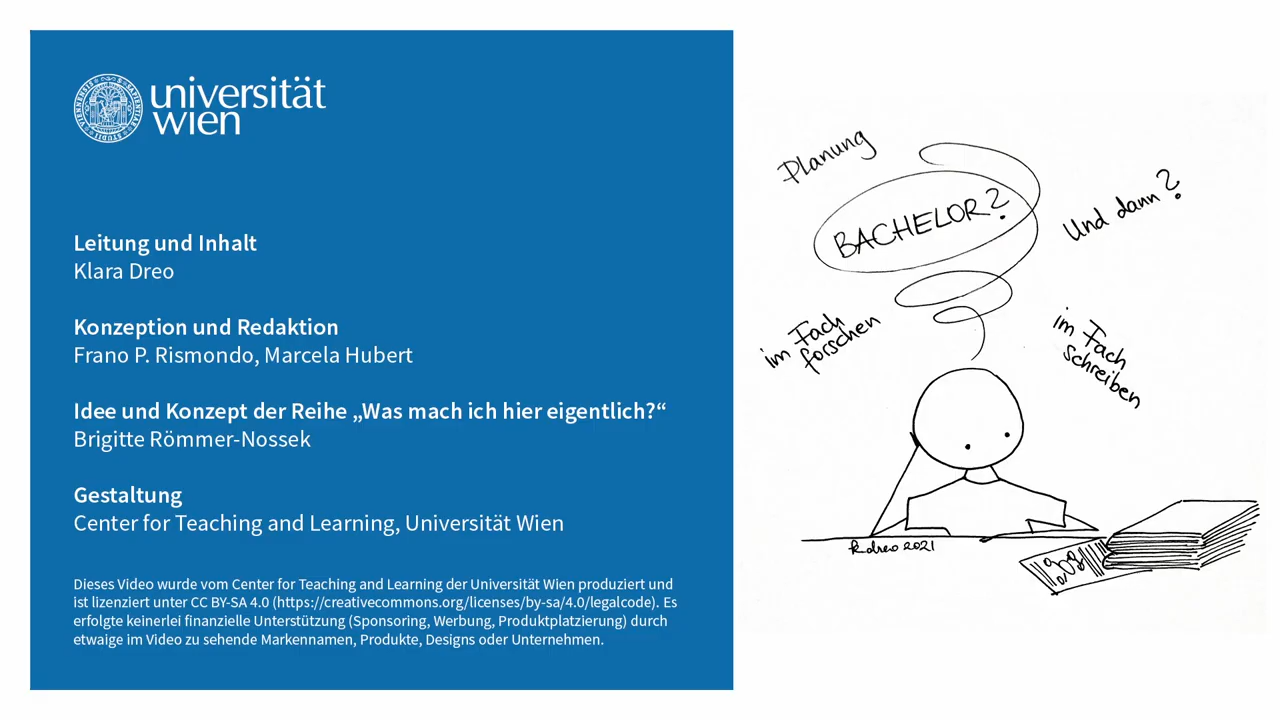 universität
wien
Leitung und Inhalt
Klara Dreo
Konzeption und Redaktion
Frano P. Rismondo, Marcela Hubert
Idee und Konzept der Reihe „Was mach ich hier eigentlich?“
Brigitte Römmer-Nossek
Gestaltung
Center for Teaching and Learning, Universität Wien
Dieses Video wurde vom Center for Teaching and Learning der Universität Wien produziert und
ist lizenziert unter CC BY-SA 4.0 (https://creativecommons.org/licenses/by-sa/4.0/legalcode). Es
erfolgte keinerlei finanzielle Unterstützung (Sponsoring, Werbung, Produktplatzierung) durch
etwaige im Video zu sehende Markennamen, Produkte, Designs oder Unternehmen.
Planung
BACHELOR?
Und dann?
im Fach
forschen
im Fach
schreiben
k dreo 2021